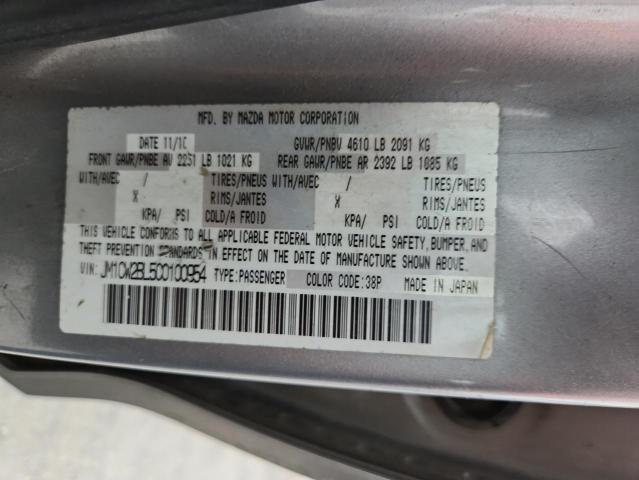 MFD. BY MAZDA MOTOR CORPORATION
DATE 11/10 GVWR/PNBV 4610 LB 2091 KG
FRONT GAWR/PNBE AV 2251 LB 1021 KG REAR GAWR/PNBE AR 2392 LB 1085 KG
WITH/AVEC / TIRES/PNEUS WITH/AVEC / TIRES/PNEUS
X RIMS/JANTES X RIMS/JANTES
KPA/ PSI COLD/A FROID KPA/ PSI COLD/A FROID
THIS VEHICLE CONFORMS TO ALL APPLICABLE FEDERAL MOTOR VEHICLE SAFETY, BUMPER, AND
THEFT PREVENTION STANDARDS IN EFFECT ON THE DATE OF MANUFACTURE SHOWN ABOVE.
VIN: JM1CW2BL5C0100954 TYPE:PASSENGER COLOR CODE:38P MADE IN JAPAN